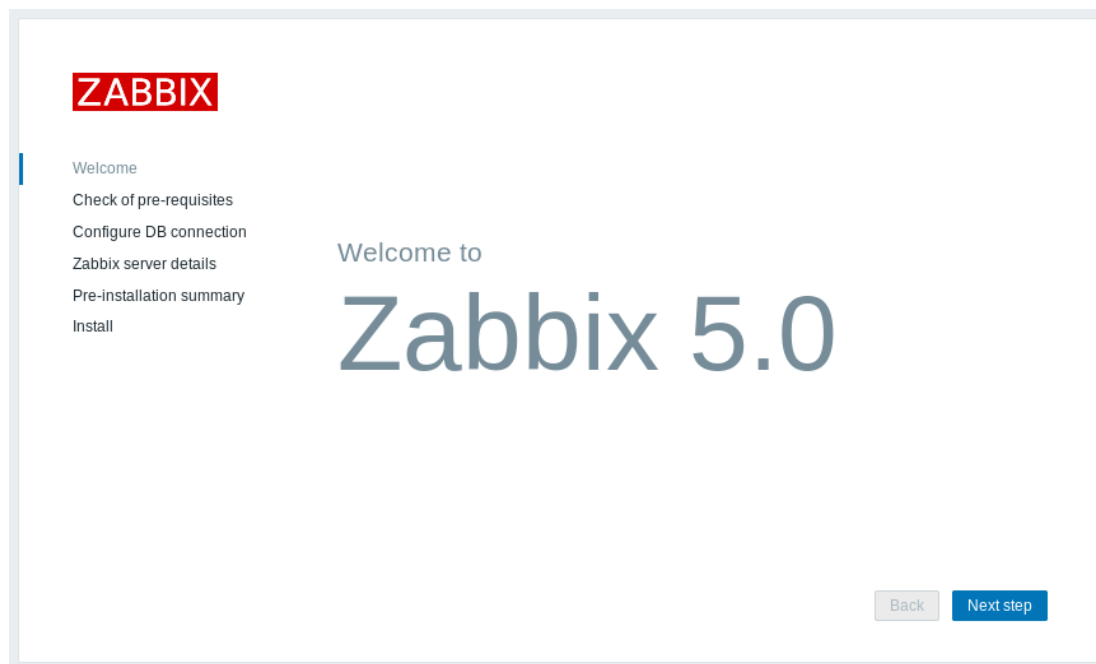 ZABBIX
Welcome
Check of pre-requisites
Configure DB connection
Zabbix server details
Pre-installation summary
Install
Welcome to
Zabbix 5.0
Back
Next step